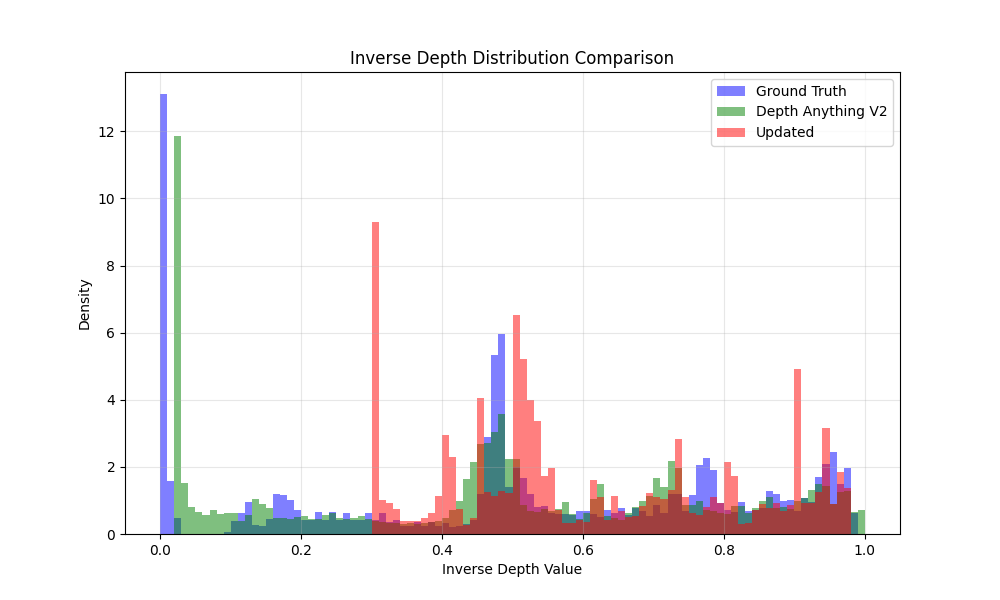 Inverse Depth Distribution Comparison
Ground Truth
Depth Anything V2
Updated
Density
12
10
8
6
4
2
0
0.0 0.2 0.4 0.6 0.8 1.0
Inverse Depth Value